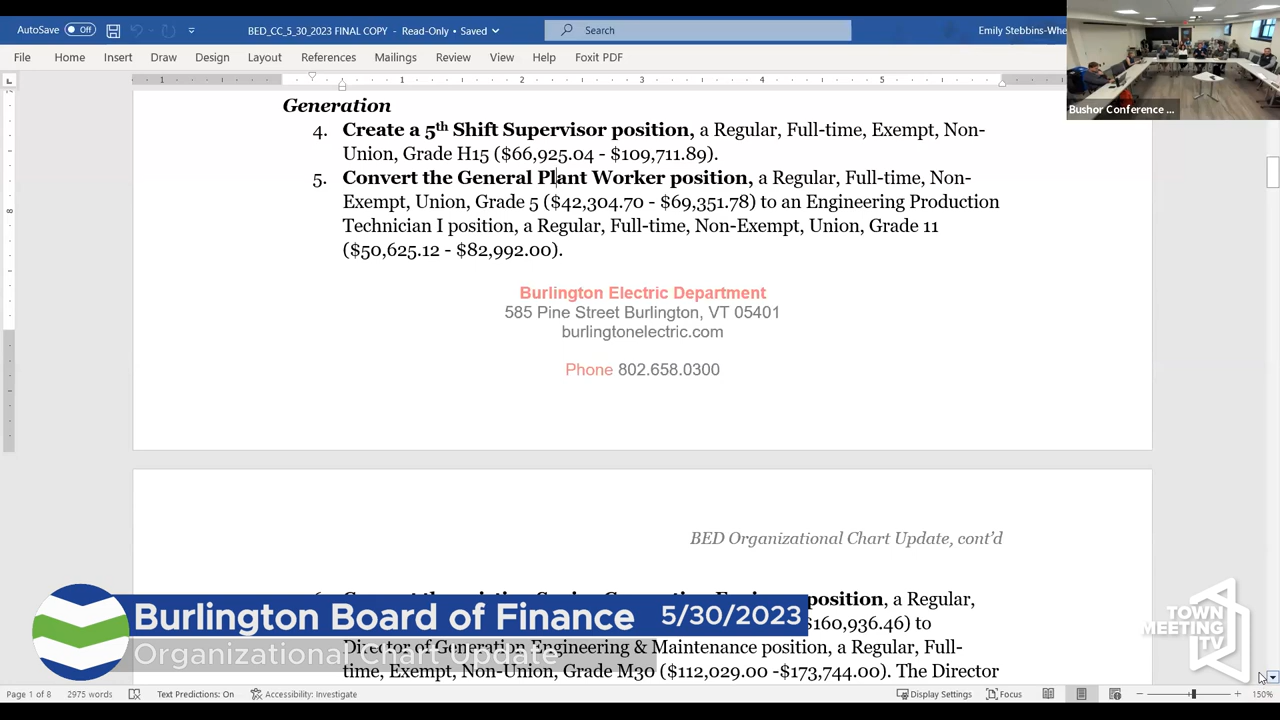 AutoSave Off
BED_CC_5_30_2023 FINAL COPY - Read-Only • Saved
Search
Emily Stebbins-Whe
File Home Insert Draw Design Layout References Mailings Review View Help Foxit PDF
Bushor Conference ...
1 1 2 3 4 5
Generation
4. Create a 5th Shift Supervisor position, a Regular, Full-time, Exempt, Non-
Union, Grade H15 ($66,925.04 - $109,711.89).
5. Convert the General Plant Worker position, a Regular, Full-time, Non-
Exempt, Union, Grade 5 ($42,304.70 - $69,351.78) to an Engineering Production
Technician I position, a Regular, Full-time, Non-Exempt, Union, Grade 11
($50,625.12 - $82,992.00).
Burlington Electric Department
585 Pine Street Burlington, VT 05401
burlingtonelectric.com
Phone 802.658.0300
BED Organizational Chart Update, cont'd
position, a Regular,
$160,936.46) to
Burlington Board of Finance 5/30/2023
Organizational Chart Update
Director of Generation Engineering & Maintenance position, a Regular, Full-
time, Exempt, Non-Union, Grade M30 ($112,029.00 -$173,744.00). The Director
TOWN
MEETING
TV
Page 1 of 8 2975 words Text Predictions: On Accessibility: Investigate Display Settings Focus 150%